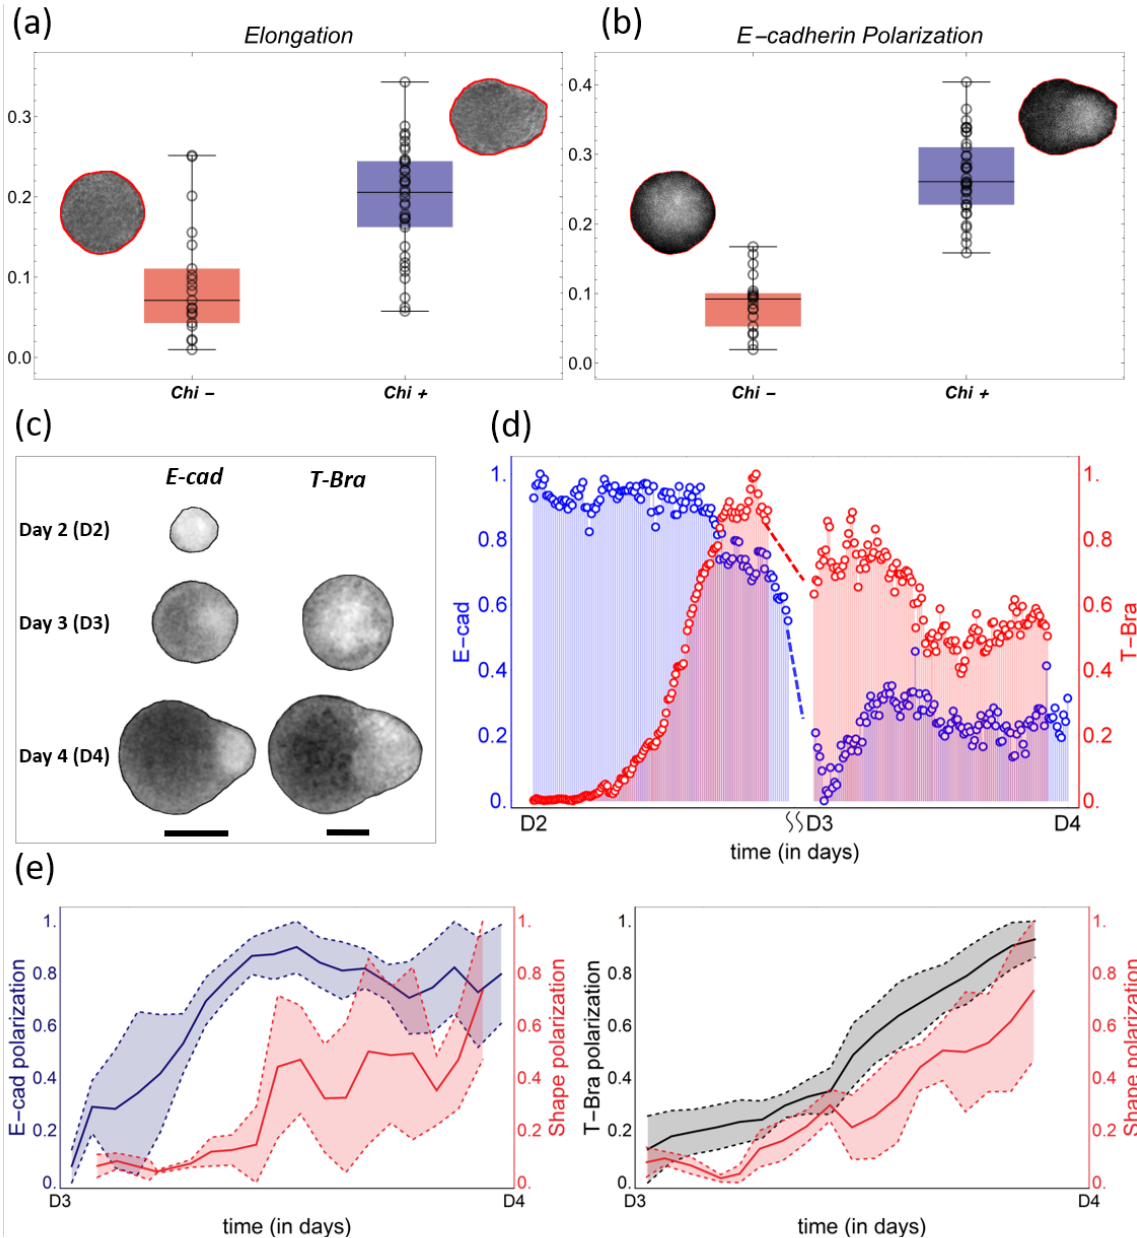 (a)
Elongation
0.3
0.2
0.1
0.0
Chi −
Chi +
(b)
E−cadherin Polarization
0.4
0.3
0.2
0.1
0.0
Chi −
Chi +
(c)
E-cad
T-Bra
Day 2 (D2)
Day 3 (D3)
Day 4 (D4)
(d)
E−cad
1.
0.8
0.6
0.4
0.2
0.
T−Bra
1.
0.8
0.6
0.4
0.2
0.
D2
D3
D4
time (in days)
(e)
E−cad polarization
1.
0.8
0.6
0.4
0.2
0.
Shape polarization
1.
0.8
0.6
0.4
0.2
0.
D3
D4
time (in days)
T−Bra polarization
1.
0.8
0.6
0.4
0.2
0.
Shape polarization
1.
0.8
0.6
0.4
0.2
0.
D3
D4
time (in days)